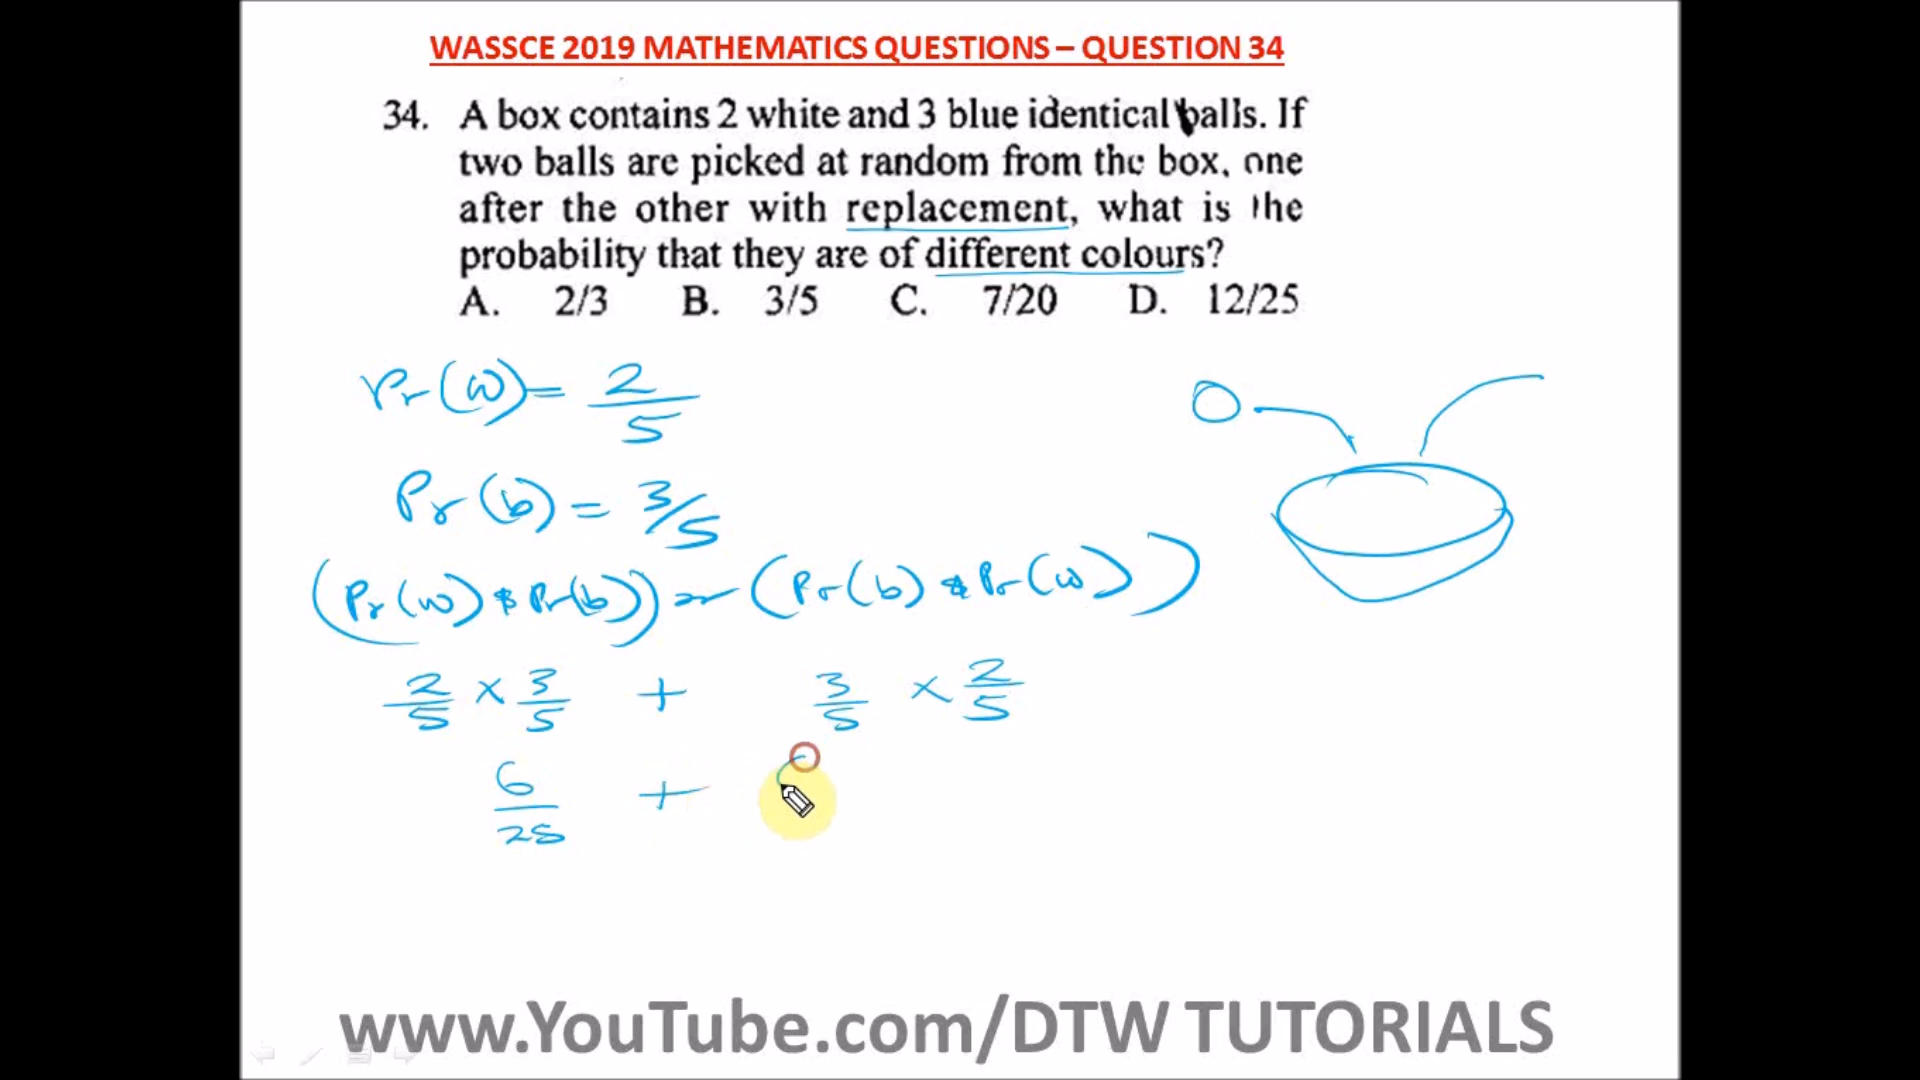 WASSCE 2019 MATHEMATICS QUESTIONS – QUESTION 34
34. A box contains 2 white and 3 blue identical balls. If
two balls are picked at random from the box, one
after the other with replacement, what is the
probability that they are of different colours?
A. 2/3 B. 3/5 C. 7/20 D. 12/25
Pr(w) = 2/5
Pr(b) = 3/5
(Pr(w) & Pr(b)) or (Pr(b) & Pr(w))
2/5 × 3/5 + 3/5 × 2/5
6/25 +
www.YouTube.com/DTW TUTORIALS